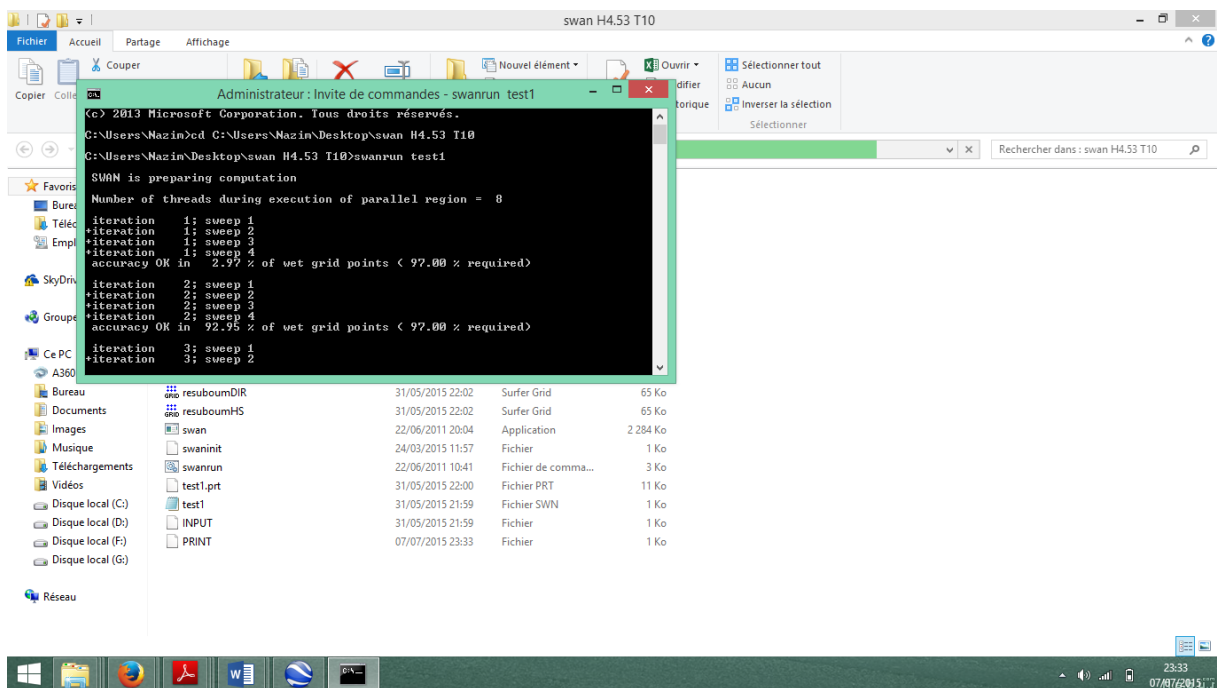 swan H4.53 T10
Fichier Accueil Partage Affichage
Copier
Couper
Nouvel élément
Ouvrir
Sélectionner tout
Aucun
Inverser la sélection
Sélectionner
Administrateur : Invite de commandes - swanrun test1
(c) 2013 Microsoft Corporation. Tous droits réservés.
C:\Users\Nazim>cd C:\Users\Nazim\Desktop\swan H4.53 T10
C:\Users\Nazim\Desktop\swan H4.53 T10>swanrun test1
SWAN is preparing computation
Number of threads during execution of parallel region = 8
iteration 1; sweep 1
+iteration 1; sweep 2
+iteration 1; sweep 3
+iteration 1; sweep 4
accuracy OK in 2.97 % of wet grid points ( 97.00 % required)
iteration 2; sweep 1
+iteration 2; sweep 2
+iteration 2; sweep 3
+iteration 2; sweep 4
accuracy OK in 92.95 % of wet grid points ( 97.00 % required)
iteration 3; sweep 1
+iteration 3; sweep 2
Rechercher dans : swan H4.53 T10
Favoris
Burea
Téléc
Empl
SkyDriv
Groupe
Ce PC
A360
Bureau
Documents
Images
Musique
Téléchargements
Vidéos
Disque local (C:)
Disque local (D:)
Disque local (F:)
Disque local (G:)
Réseau
resuboumDIR 31/05/2015 22:02 Surfer Grid 65 Ko
resuboumHS 31/05/2015 22:02 Surfer Grid 65 Ko
swan 22/06/2011 20:04 Application 2 284 Ko
swaninit 24/03/2015 11:57 Fichier 1 Ko
swanrun 22/06/2011 10:41 Fichier de comma... 3 Ko
test1.prt 31/05/2015 22:00 Fichier PRT 11 Ko
test1 31/05/2015 21:59 Fichier SWN 1 Ko
INPUT 31/05/2015 21:59 Fichier 1 Ko
PRINT 07/07/2015 23:33 Fichier 1 Ko
23:33
07/07/2015